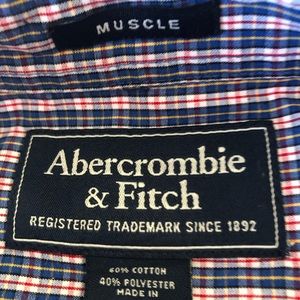 MUSCLE
Abercrombie
& Fitch
REGISTERED TRADEMARK SINCE 1892
60% COTTON
40% POLYESTER
MADE IN